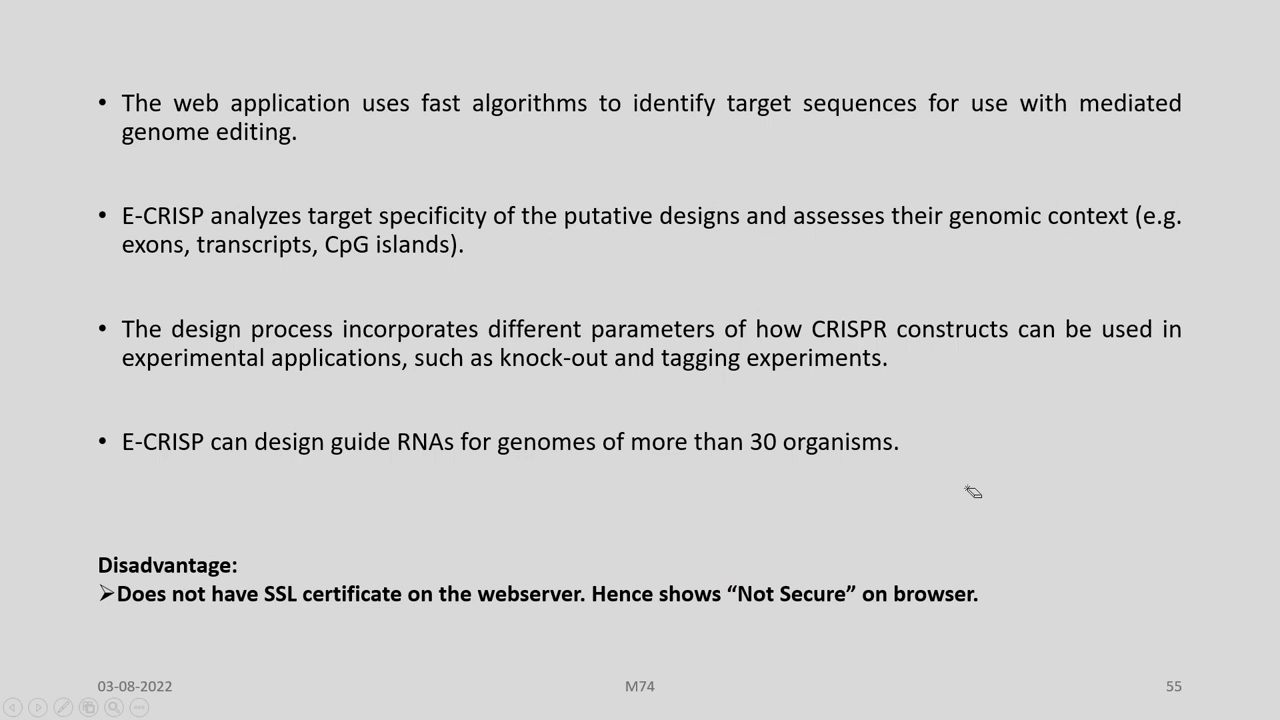 • The web application uses fast algorithms to identify target sequences for use with mediated
genome editing.
• E-CRISP analyzes target specificity of the putative designs and assesses their genomic context (e.g.
exons, transcripts, CpG islands).
• The design process incorporates different parameters of how CRISPR constructs can be used in
experimental applications, such as knock-out and tagging experiments.
• E-CRISP can design guide RNAs for genomes of more than 30 organisms.
Disadvantage:
➢Does not have SSL certificate on the webserver. Hence shows “Not Secure” on browser.
03-08-2022 M74 55